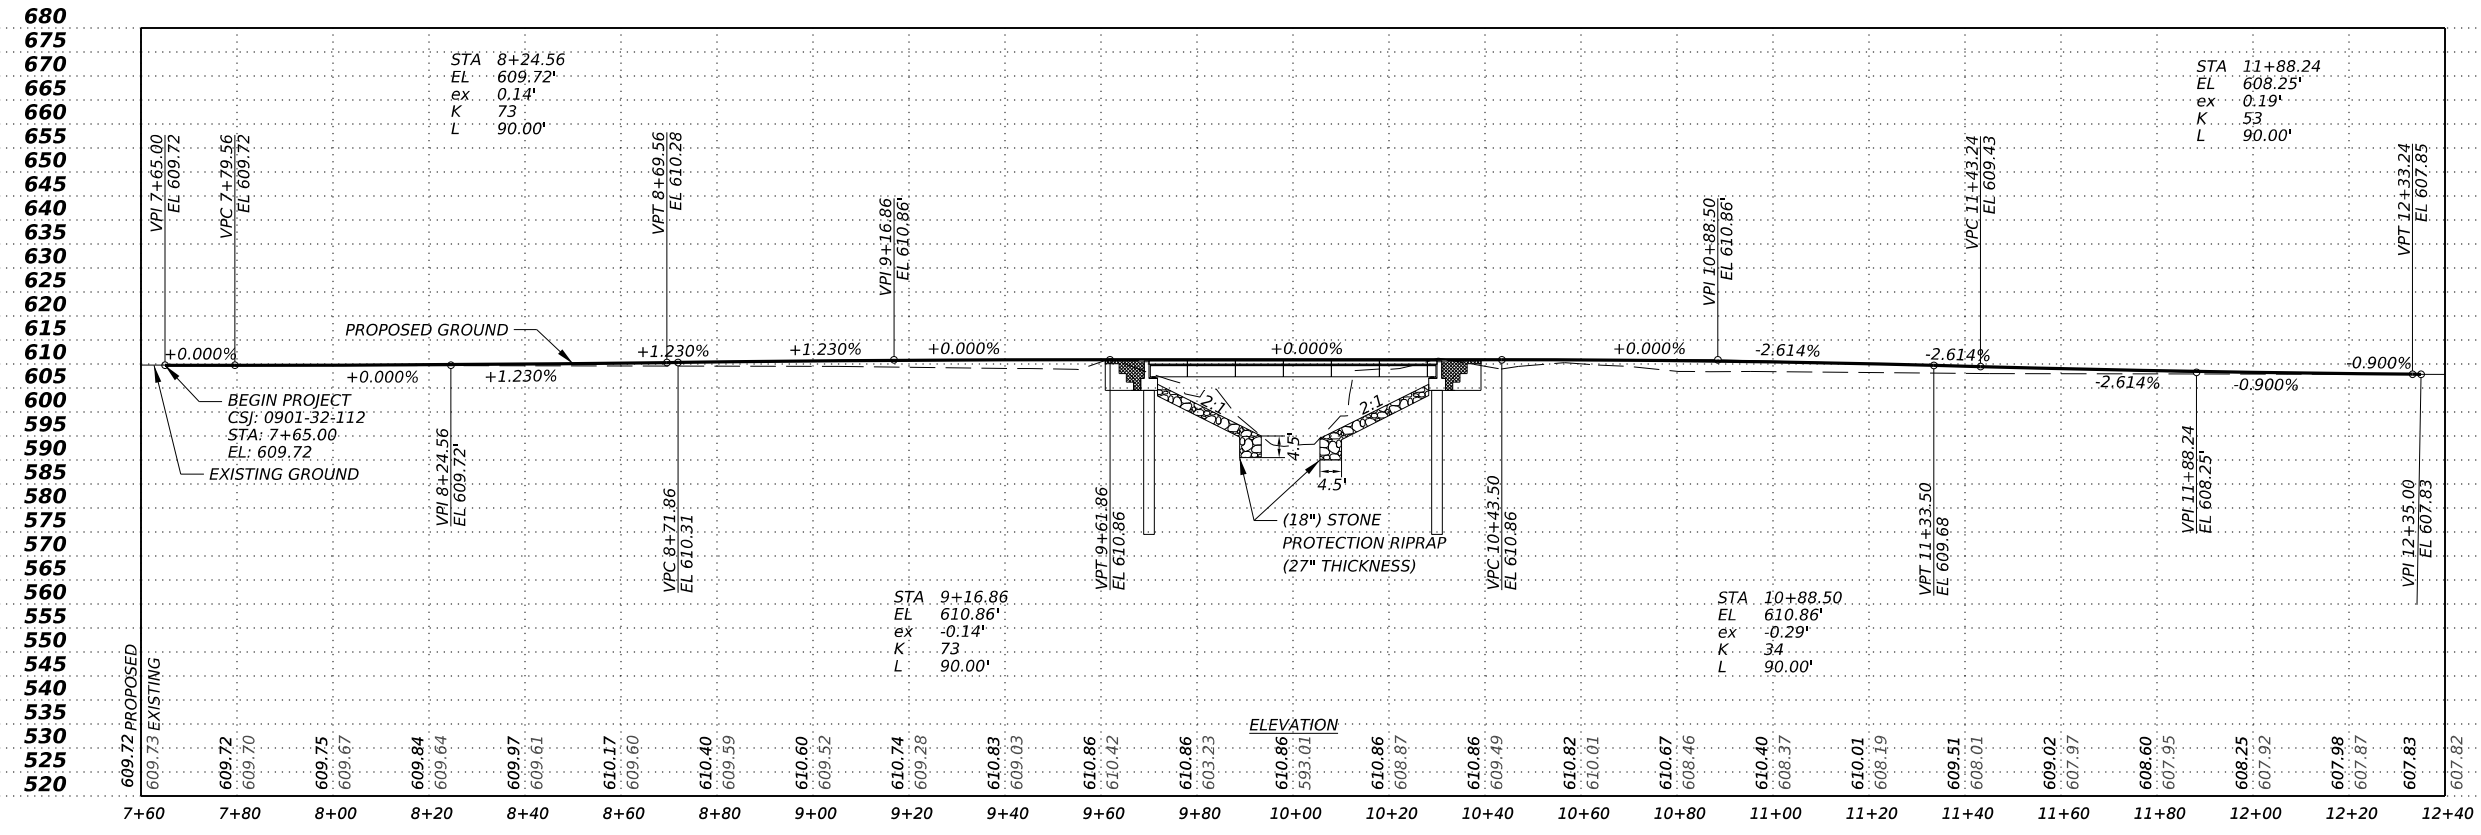 680
675
670
665
660
655
650
645
640
635
630
625
620
615
610
605
600
595
590
585
580
575
570
565
560
555
550
545
540
535
530
525
520
STA 8+24.56
EL 609.72'
ex 0.14'
K 73
L 90.00'
STA 11+88.24
EL 608.25'
ex 0.19'
K 53
L 90.00'
VPI 7+65.00
EL 609.72
VPC 7+79.56
EL 609.72
VPT 8+69.56
EL 610.28
VPI 9+16.86
EL 610.86'
VPI 10+88.50
EL 610.86'
VPC 11+43.24
EL 609.43
VPT 12+33.24
EL 607.85
PROPOSED GROUND
+0.000%
+1.230%
+1.230%
+0.000%
+0.000%
+0.000%
-2.614%
-2.614%
-0.900%
+0.000%
+1.230%
-2.614%
-0.900%
BEGIN PROJECT
CSJ: 0901-32-112
STA: 7+65.00
EL: 609.72
EXISTING GROUND
VPI 8+24.56
EL 609.72'
VPC 8+71.86
EL 610.31
VPT 9+61.86
EL 610.86
2:1
2:1
4.5'
4.5'
(18") STONE
PROTECTION RIPRAP
(27" THICKNESS)
VPC 10+43.50
EL 610.86
VPT 11+33.50
EL 609.68
VPI 11+88.24
EL 608.25'
VPI 12+35.00
EL 607.83
STA 9+16.86
EL 610.86'
ex -0.14'
K 73
L 90.00'
STA 10+88.50
EL 610.86'
ex -0.29'
K 34
L 90.00'
ELEVATION
609.72 PROPOSED
609.73 EXISTING
609.72
609.70
609.75
609.67
609.84
609.64
609.97
609.61
610.17
609.60
610.40
609.59
610.60
609.52
610.74
609.28
610.83
609.03
610.86
610.42
610.86
603.23
610.86
593.01
610.86
608.87
610.86
609.49
610.82
610.01
610.67
608.46
610.40
608.37
610.01
608.19
609.51
608.01
609.02
607.97
608.60
607.95
608.25
607.92
607.98
607.87
607.83
607.82
7+60
7+80
8+00
8+20
8+40
8+60
8+80
9+00
9+20
9+40
9+60
9+80
10+00
10+20
10+40
10+60
10+80
11+00
11+20
11+40
11+60
11+80
12+00
12+20
12+40